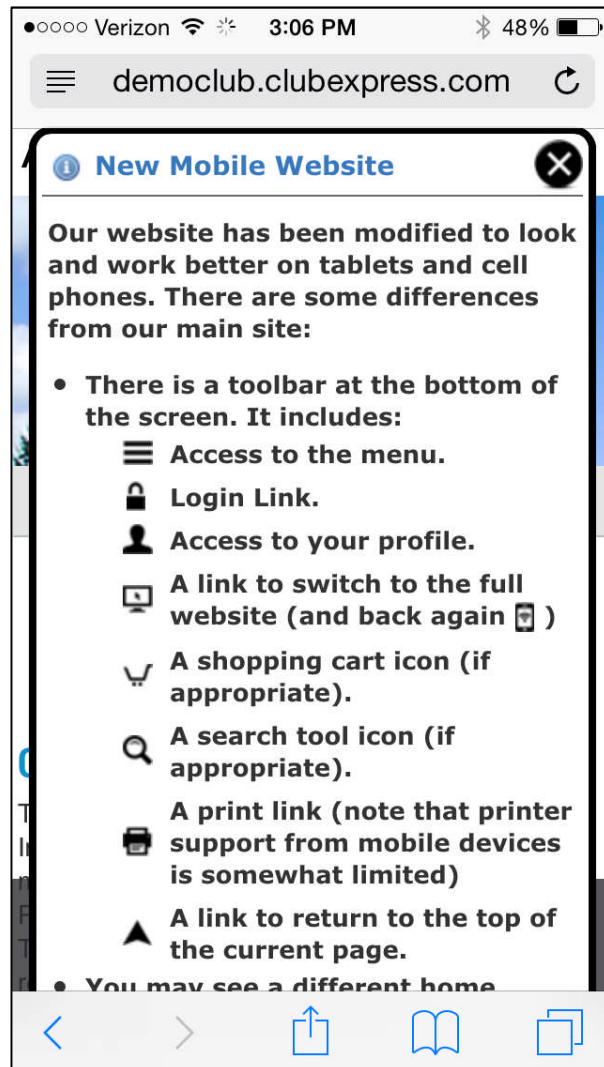 Verizon 3:06 PM 48%
democlub.clubexpress.com
New Mobile Website
Our website has been modified to look
and work better on tablets and cell
phones. There are some differences
from our main site:
• There is a toolbar at the bottom of
the screen. It includes:
Access to the menu.
Login Link.
Access to your profile.
A link to switch to the full
website (and back again )
A shopping cart icon (if
appropriate).
A search tool icon (if
appropriate).
A print link (note that printer
support from mobile devices
is somewhat limited)
A link to return to the top of
the current page.
• You may see a different home